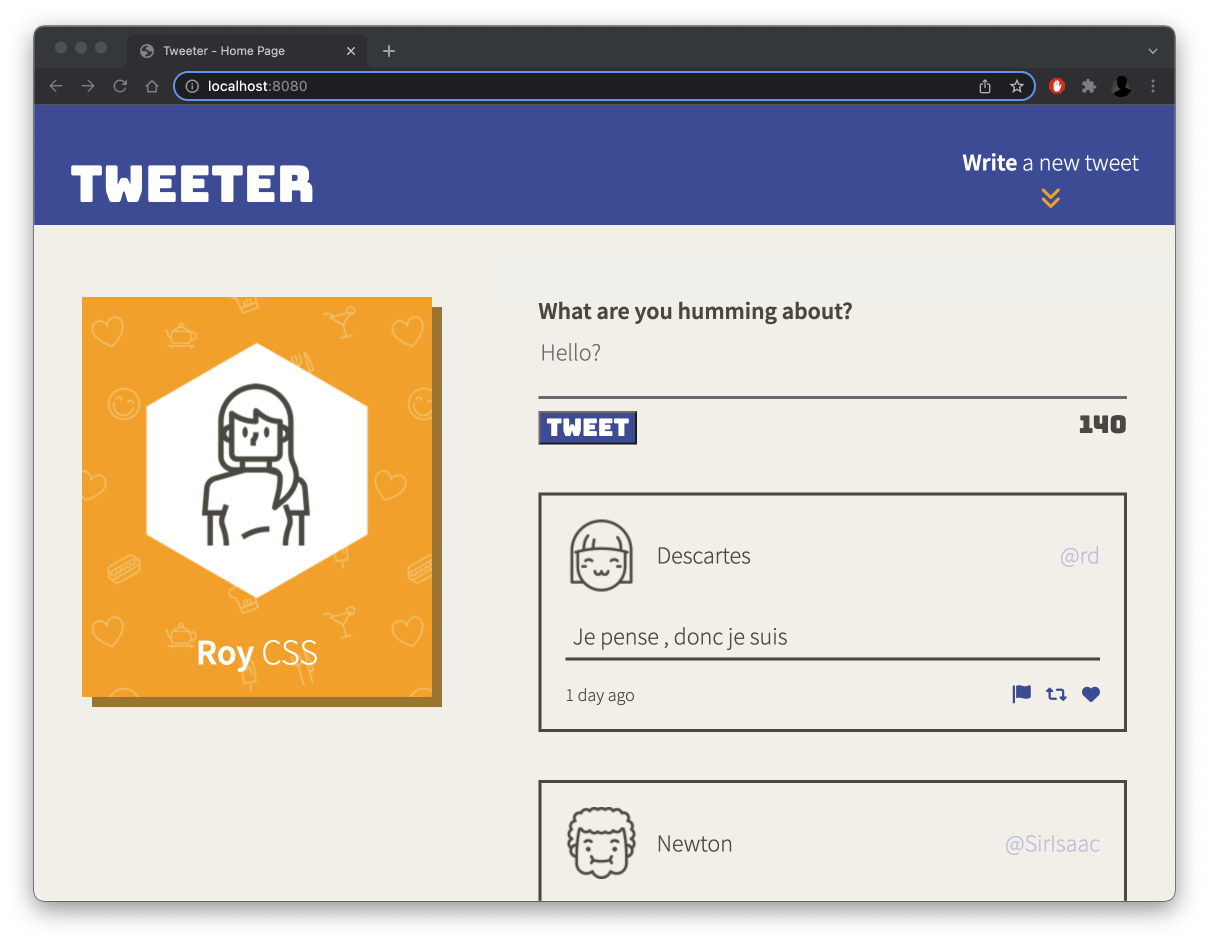 Tweeter - Home Page
localhost:8080
TWEETER
Write a new tweet
Roy CSS
What are you humming about?
Hello?
TWEET
140
Descartes
@rd
Je pense , donc je suis
1 day ago
Newton
@SirIsaac